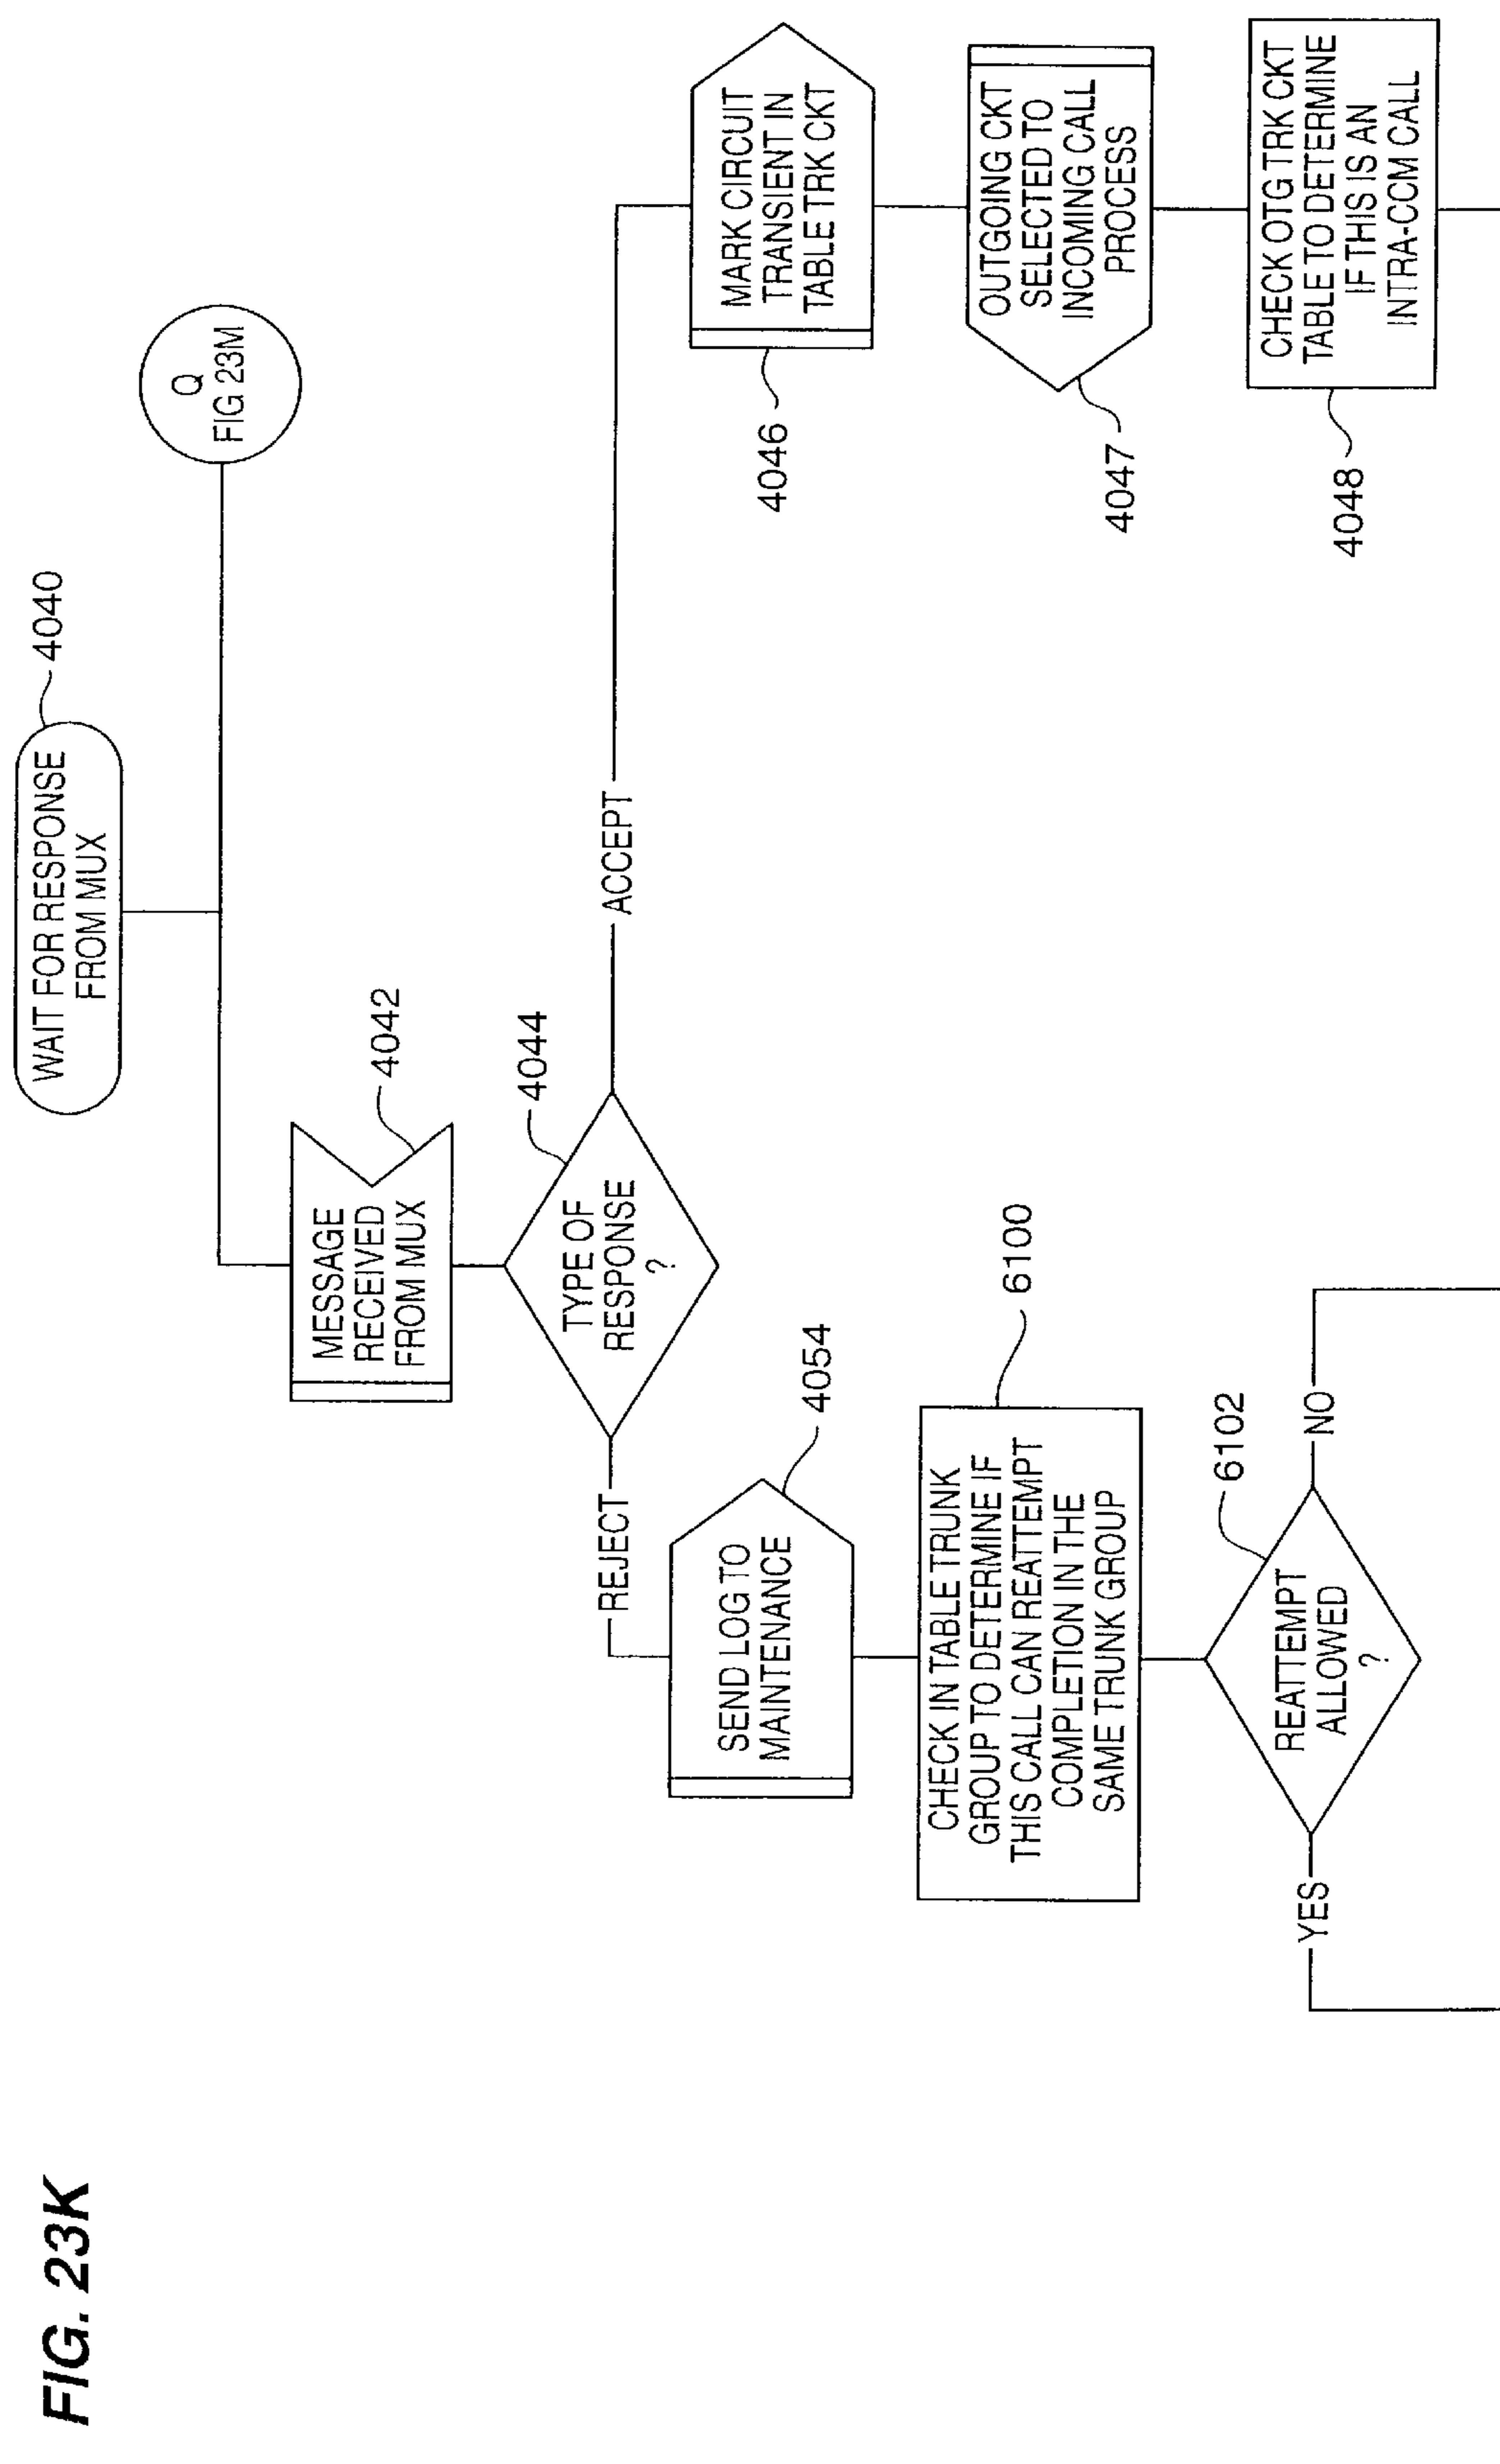 FIG. 23K
WAIT FOR RESPONSE
FROM MUX
4040
Q
FIG 23M
MESSAGE
RECEIVED
FROM MUX
4042
TYPE OF
RESPONSE
?
4044
REJECT
ACCEPT
SEND LOG TO
MAINTENANCE
4054
MARK CIRCUIT
TRANSIENT IN
TABLE TRK CKT
4046
CHECK IN TABLE TRUNK
GROUP TO DETERMINE IF
THIS CALL CAN REATTEMPT
COMPLETION IN THE
SAME TRUNK GROUP
6100
OUTGOING CKT
SELECTED TO
INCOMING CALL
PROCESS
4047
REATTEMPT
ALLOWED
?
6102
YES
NO
CHECK OTG TRK CKT
TABLE TO DETERMINE
IF THIS IS AN
INTRA-CCM CALL
4048